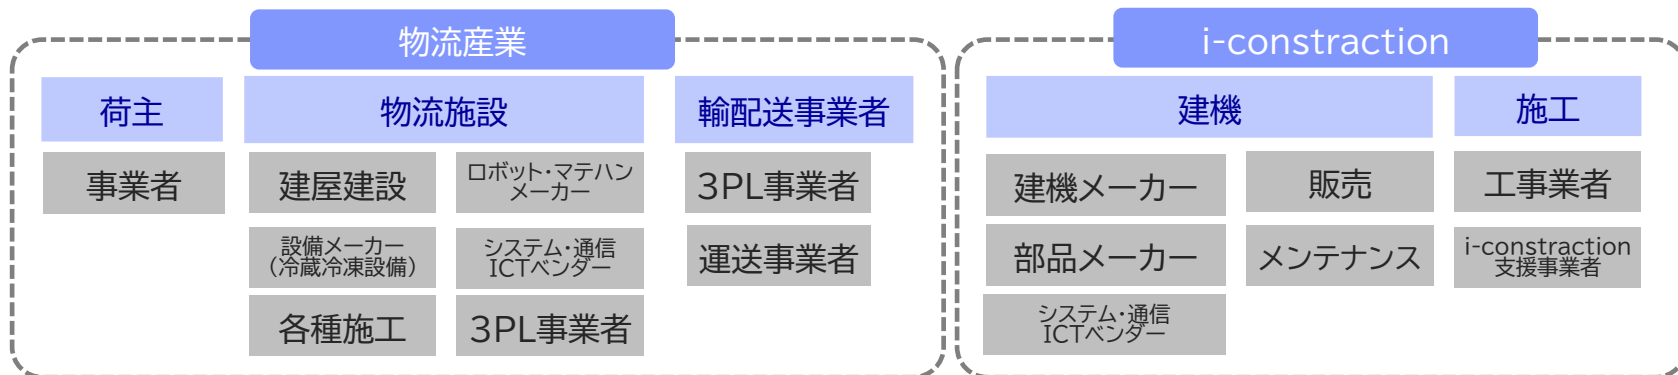 物流産業
荷主
物流施設
輸配送事業者
事業者
建屋建設
ロボット・マテハン
メーカー
3PL事業者
設備メーカー
(冷蔵冷凍設備)
システム・通信
ICTベンダー
運送事業者
各種施工
3PL事業者
i-constraction
建機
施工
建機メーカー
販売
工事業者
部品メーカー
メンテナンス
i-constraction
支援事業者
システム・通信
ICTベンダー